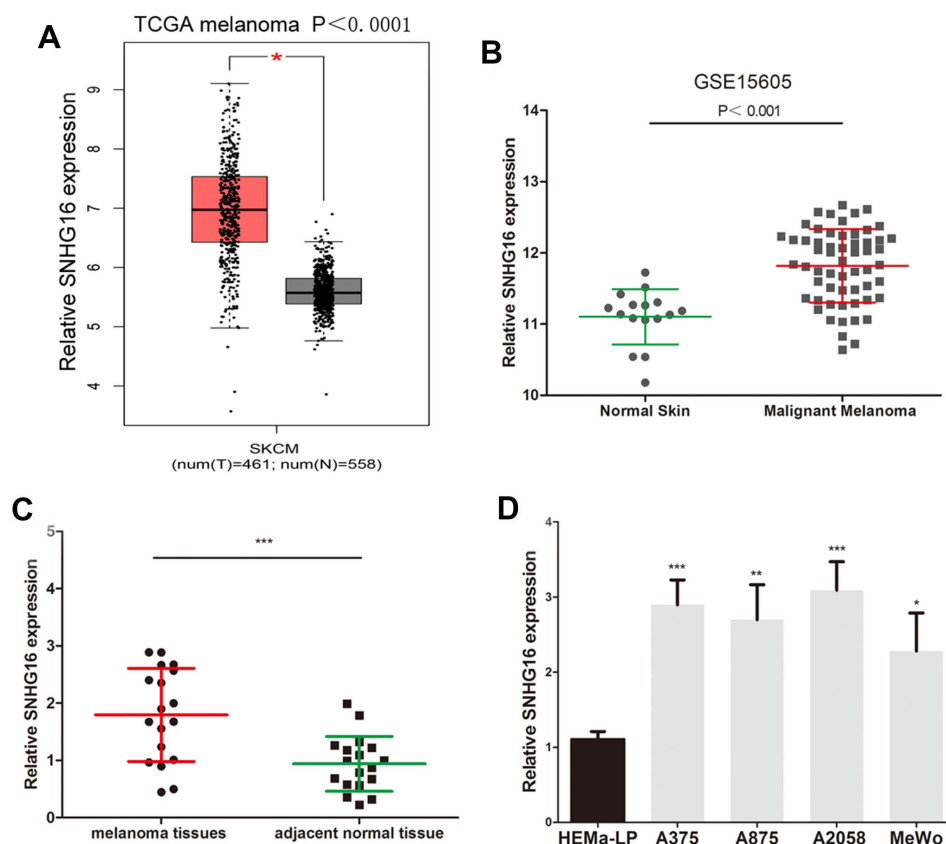 A
TCGA melanoma P<0.0001
*
Relative SNHG16 expression
9
8
7
6
5
4
SKCM
(num(T)=461; num(N)=558)
B
GSE15605
P< 0.001
Relative SNHG16 expression
14
13
12
11
10
Normal Skin Malignant Melanoma
C
***
Relative SNHG16 expression
5
4
3
2
1
0
melanoma tissues adjacent normal tissue
D
Relative SNHG16 expression
4
3
2
1
0
*** ** *** *
HEMa-LP A375 A875 A2058 MeWo